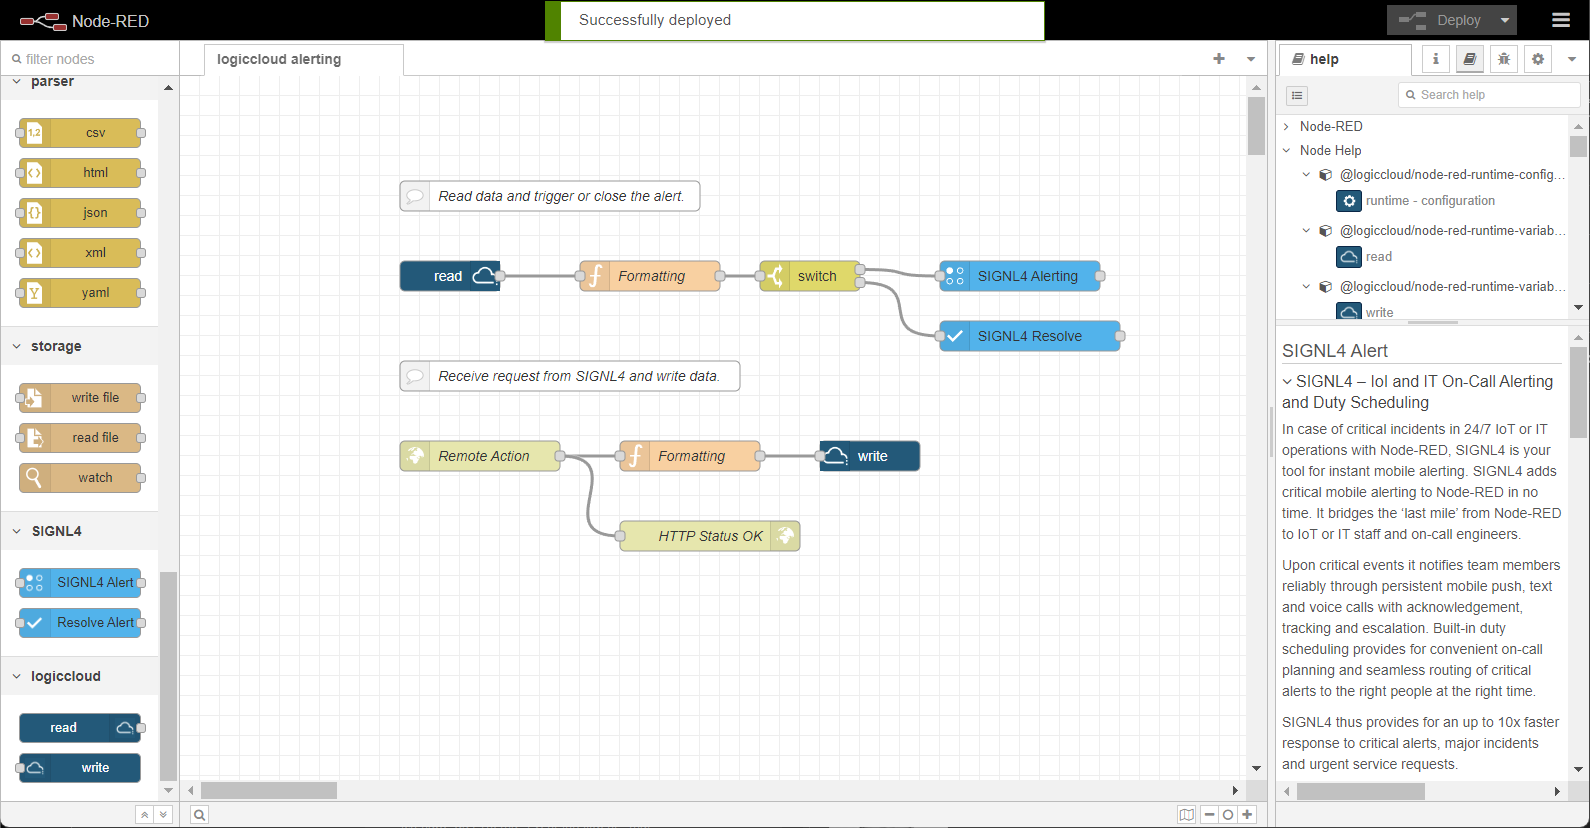 Node-RED
Successfully deployed
Deploy
filter nodes
logiccloud alerting
help
Search help
parser
csv
html
json
xml
yaml
storage
write file
read file
watch
SIGNL4
SIGNL4 Alert
Resolve Alert
logiccloud
read
write
Read data and trigger or close the alert.
read
Formatting
switch
SIGNL4 Alerting
SIGNL4 Resolve
Receive request from SIGNL4 and write data.
Remote Action
Formatting
write
HTTP Status OK
Node-RED
Node Help
@logiccloud/node-red-runtime-config...
runtime - configuration
@logiccloud/node-red-runtime-variab...
read
@logiccloud/node-red-runtime-variab...
write
SIGNL4 Alert
SIGNL4 – IoI and IT On-Call Alerting
and Duty Scheduling
In case of critical incidents in 24/7 IoT or IT
operations with Node-RED, SIGNL4 is your
tool for instant mobile alerting. SIGNL4 adds
critical mobile alerting to Node-RED in no
time. It bridges the ‘last mile’ from Node-RED
to IoT or IT staff and on-call engineers.
Upon critical events it notifies team members
reliably through persistent mobile push, text
and voice calls with acknowledgement,
tracking and escalation. Built-in duty
scheduling provides for convenient on-call
planning and seamless routing of critical
alerts to the right people at the right time.
SIGNL4 thus provides for an up to 10x faster
response to critical alerts, major incidents
and urgent service requests.